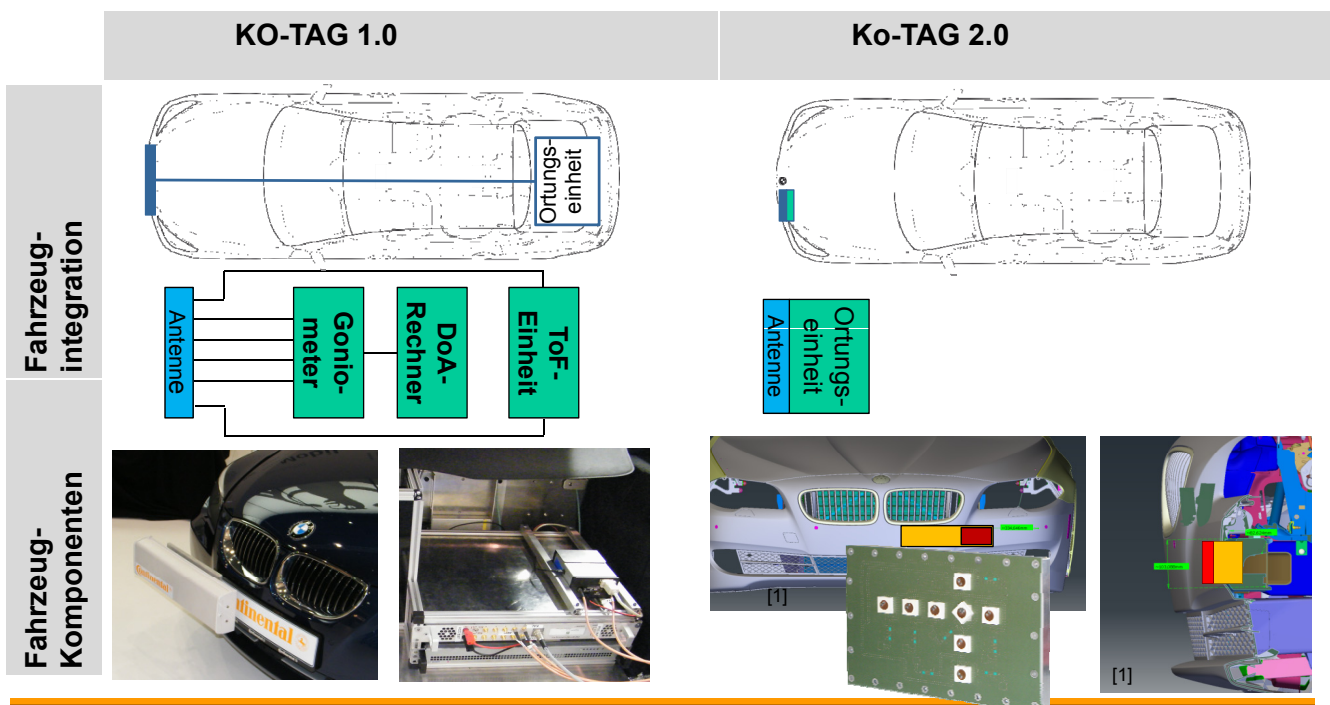 KO-TAG 1.0
Ko-TAG 2.0
Fahrzeug-
integration
Ortungs-
einheit
Antenne
Gonio-
meter
DoA-
Rechner
ToF-
Einheit
Ortungs-
einheit
Antenne
Fahrzeug-
Komponenten
Continental
ntinental
[1]
[1]